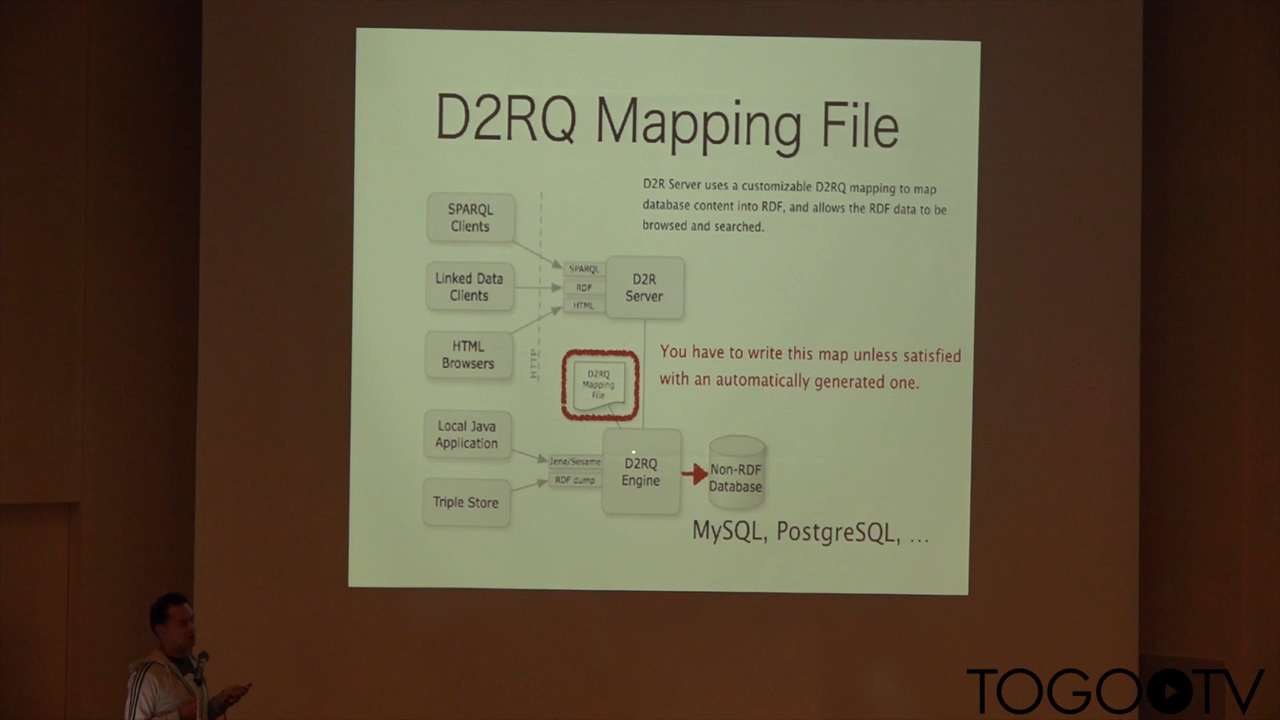 D2RQ Mapping File
D2R Server uses a customizable D2RQ mapping to map
database content into RDF, and allows the RDF data to be
browsed and searched.
SPARQL
Clients
Linked Data
Clients
HTML
Browsers
HTTP
SPARQL
RDF
HTML
D2R
Server
D2RQ
Mapping
File
You have to write this map unless satisfied
with an automatically generated one.
Local Java
Application
Triple Store
Jena/Sesame
RDF dump
D2RQ
Engine
Non-RDF
Database
MySQL, PostgreSQL, ...
TOGO TV